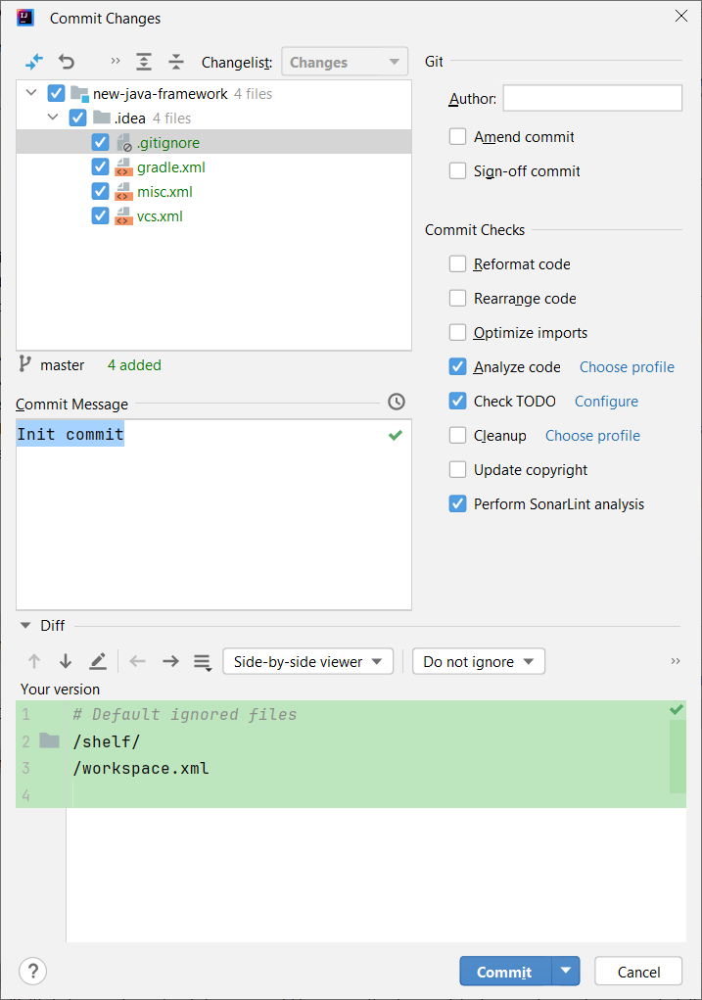 Commit Changes
Changelist: Changes
new-java-framework 4 files
.idea 4 files
.gitignore
gradle.xml
misc.xml
vcs.xml
master 4 added
Commit Message
Init commit
Git
Author:
Amend commit
Sign-off commit
Commit Checks
Reformat code
Rearrange code
Optimize imports
Analyze code Choose profile
Check TODO Configure
Cleanup Choose profile
Update copyright
Perform SonarLint analysis
Diff
Side-by-side viewer Do not ignore
Your version
1 # Default ignored files
2 /shelf/
3 /workspace.xml
4
? Commit Cancel